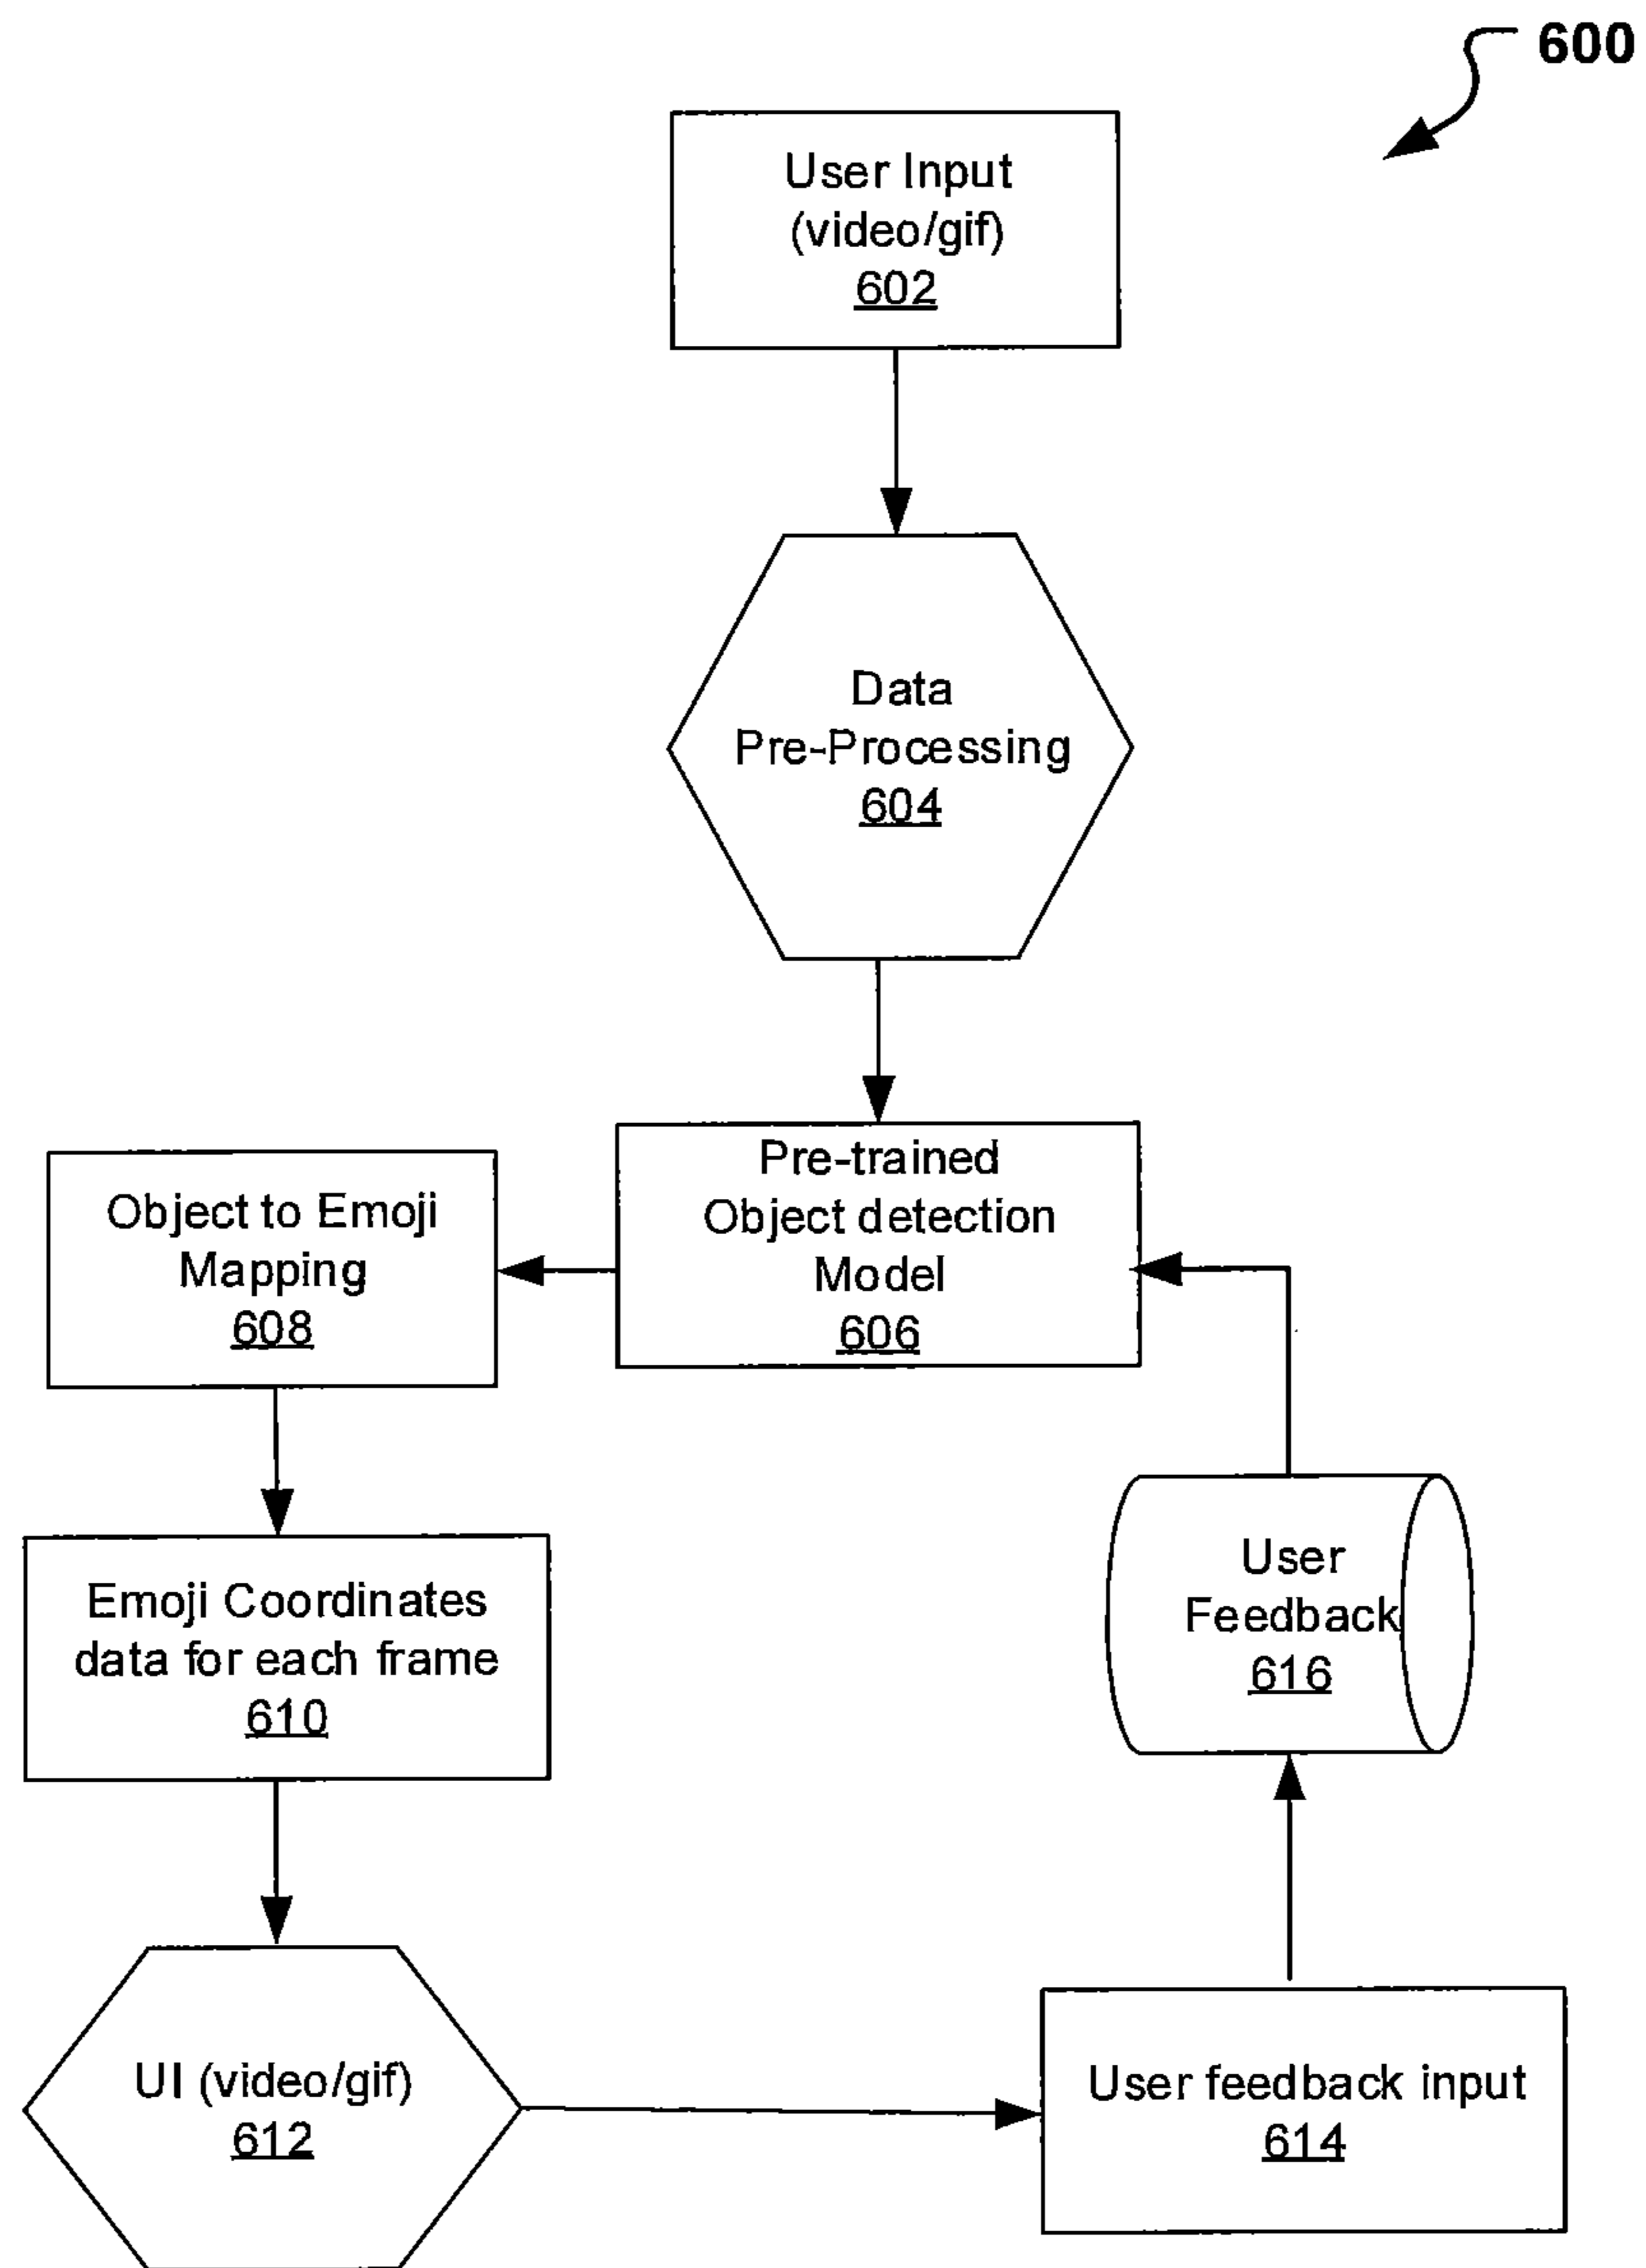 600
User Input
(video/gif)
602
Data
Pre-Processing
604
Pre-trained
Object detection
Model
606
Object to Emoji
Mapping
608
Emoji Coordinates
data for each frame
610
User
Feedback
616
UI (video/gif)
612
User feedback input
614